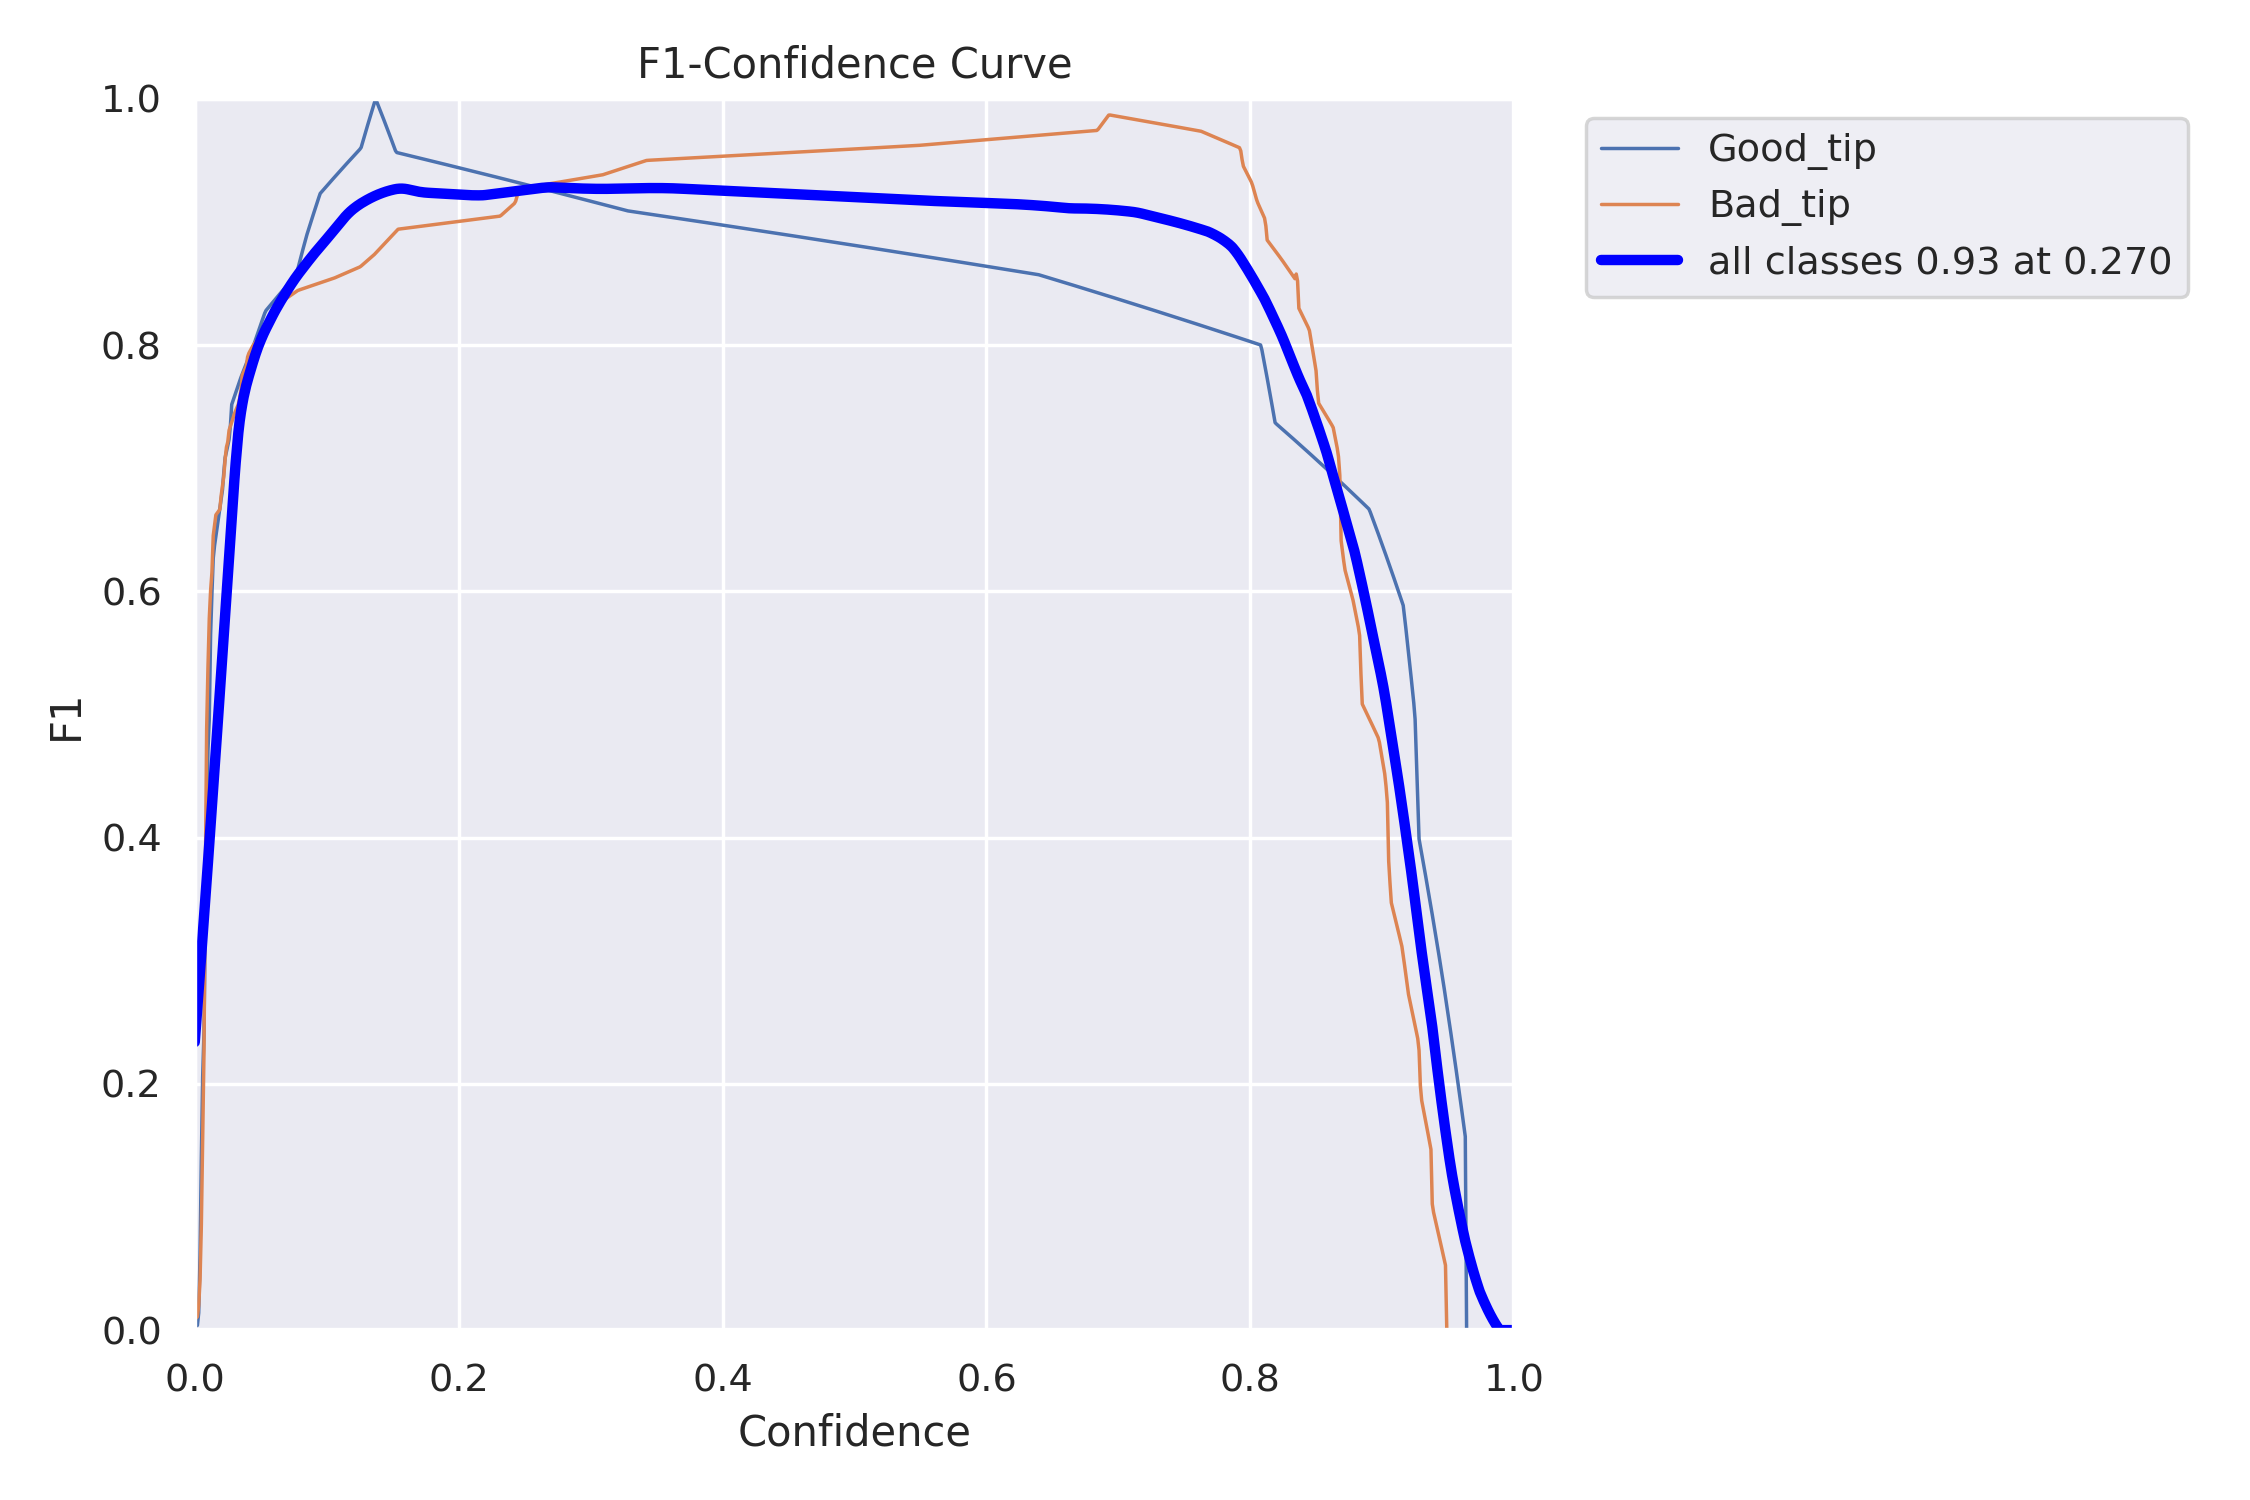 F1-Confidence Curve
1.0
0.8
0.6
0.4
0.2
0.0
F1
0.0 0.2 0.4 0.6 0.8 1.0
Confidence
Good_tip
Bad_tip
all classes 0.93 at 0.270